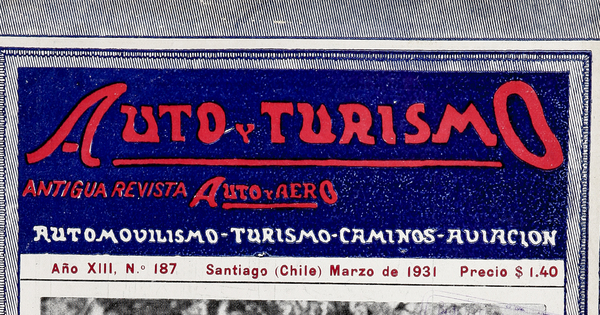 AUTO Y TURISMO
ANTIGUA REVISTA AUTO Y AERO
AUTOMOVILISMO-TURISMO-CAMINOS-AVIACION
Año XIII, N.º 187 Santiago (Chile) Marzo de 1931 Precio $ 1.40